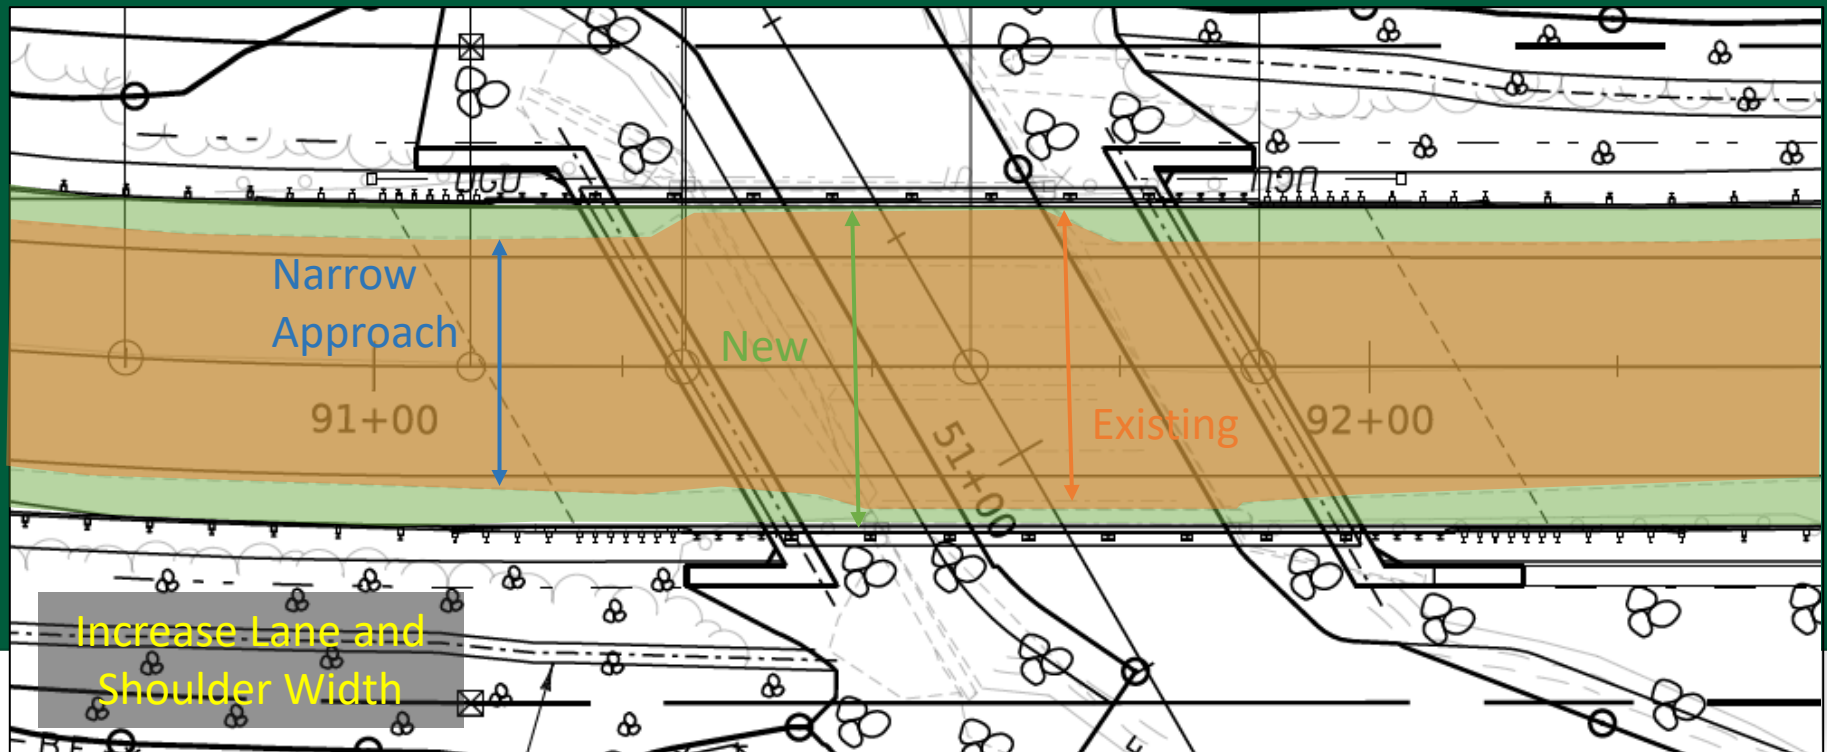 Narrow
Approach
New
Existing
91+00
51+00
92+00
Increase Lane and
Shoulder Width